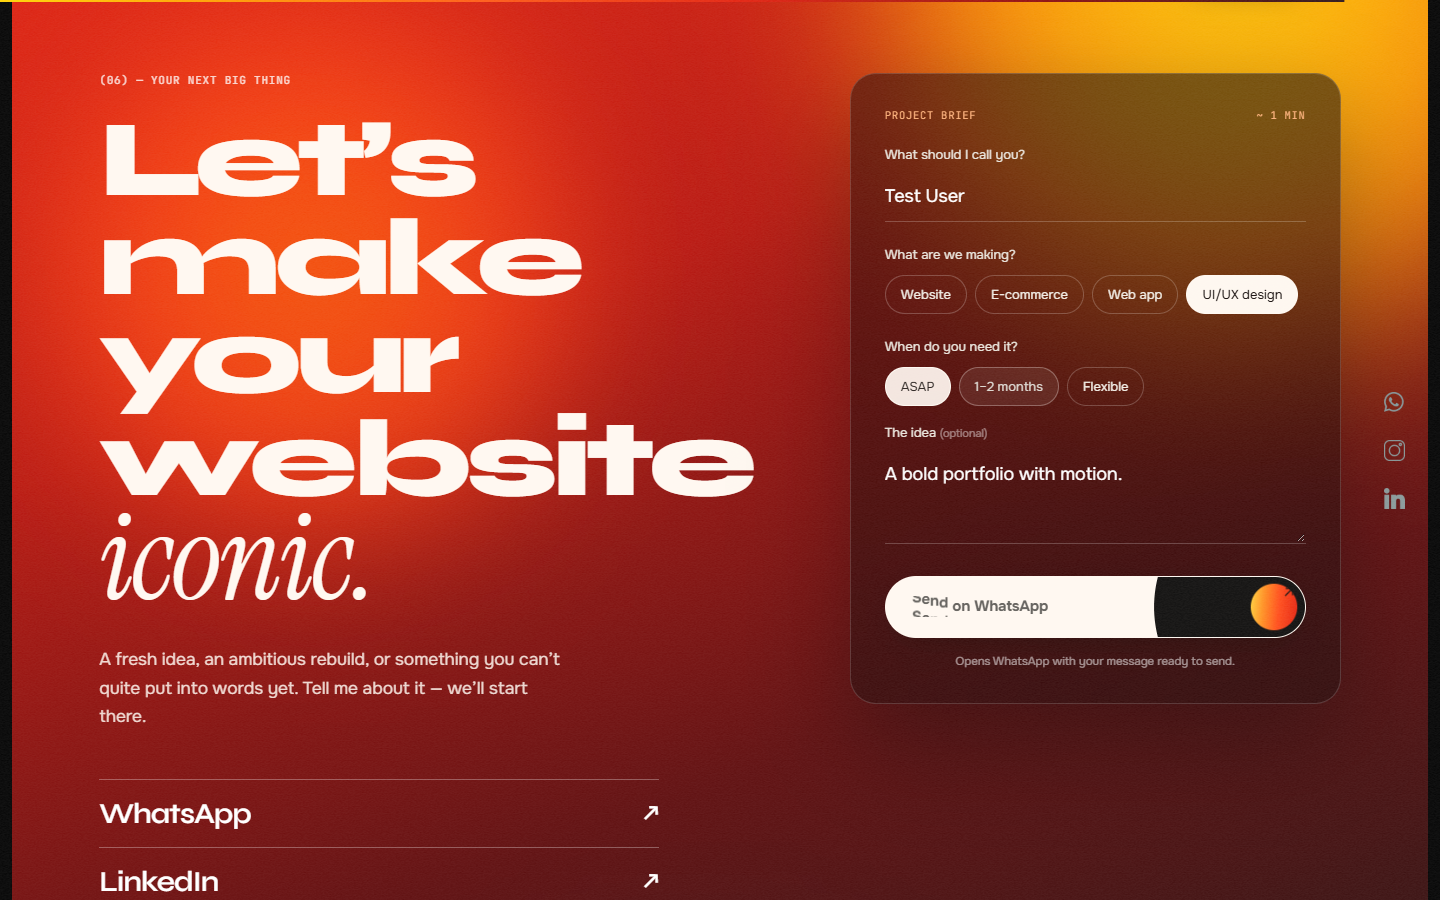 (06) — YOUR NEXT BIG THING
Let’s
make
your
website
iconic.
A fresh idea, an ambitious rebuild, or something you can’t
quite put into words yet. Tell me about it — we’ll start
there.
WhatsApp
LinkedIn
PROJECT BRIEF
~ 1 MIN
What should I call you?
Test User
What are we making?
Website
E-commerce
Web app
UI/UX design
When do you need it?
ASAP
1–2 months
Flexible
The idea (optional)
A bold portfolio with motion.
Send on WhatsApp
Opens WhatsApp with your message ready to send.
in